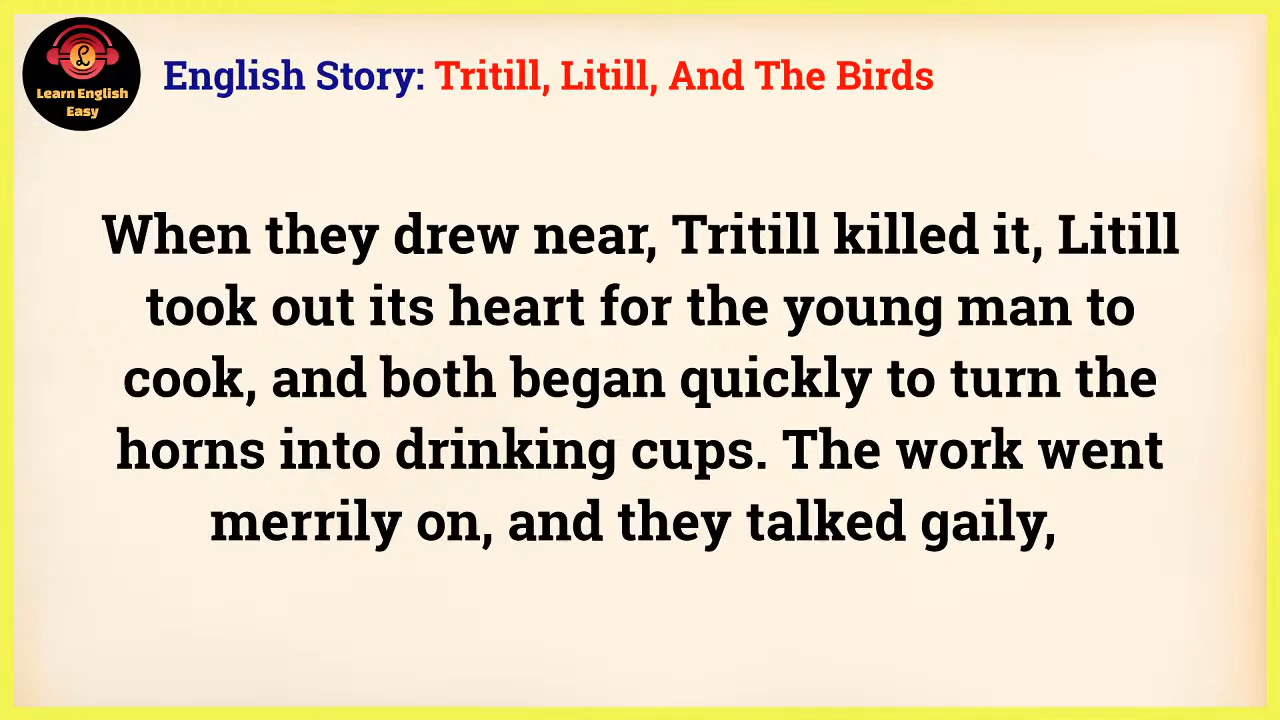 Learn English
Easy
English Story: Tritill, Litill, And The Birds
When they drew near, Tritill killed it, Litill
took out its heart for the young man to
cook, and both began quickly to turn the
horns into drinking cups. The work went
merrily on, and they talked gaily,